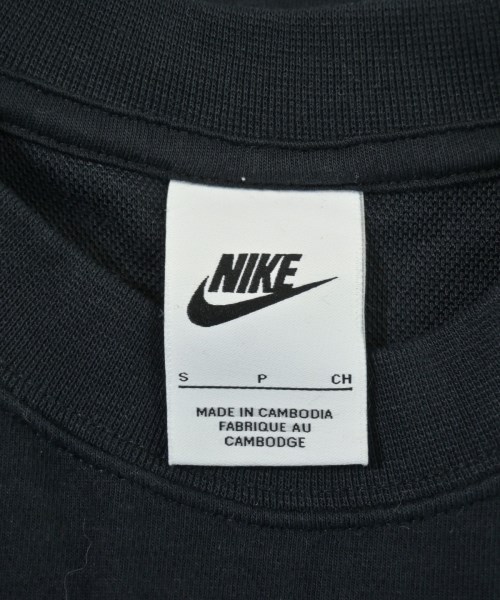 NIKE
S P CH
MADE IN CAMBODIA
FABRIQUE AU
CAMBODGE